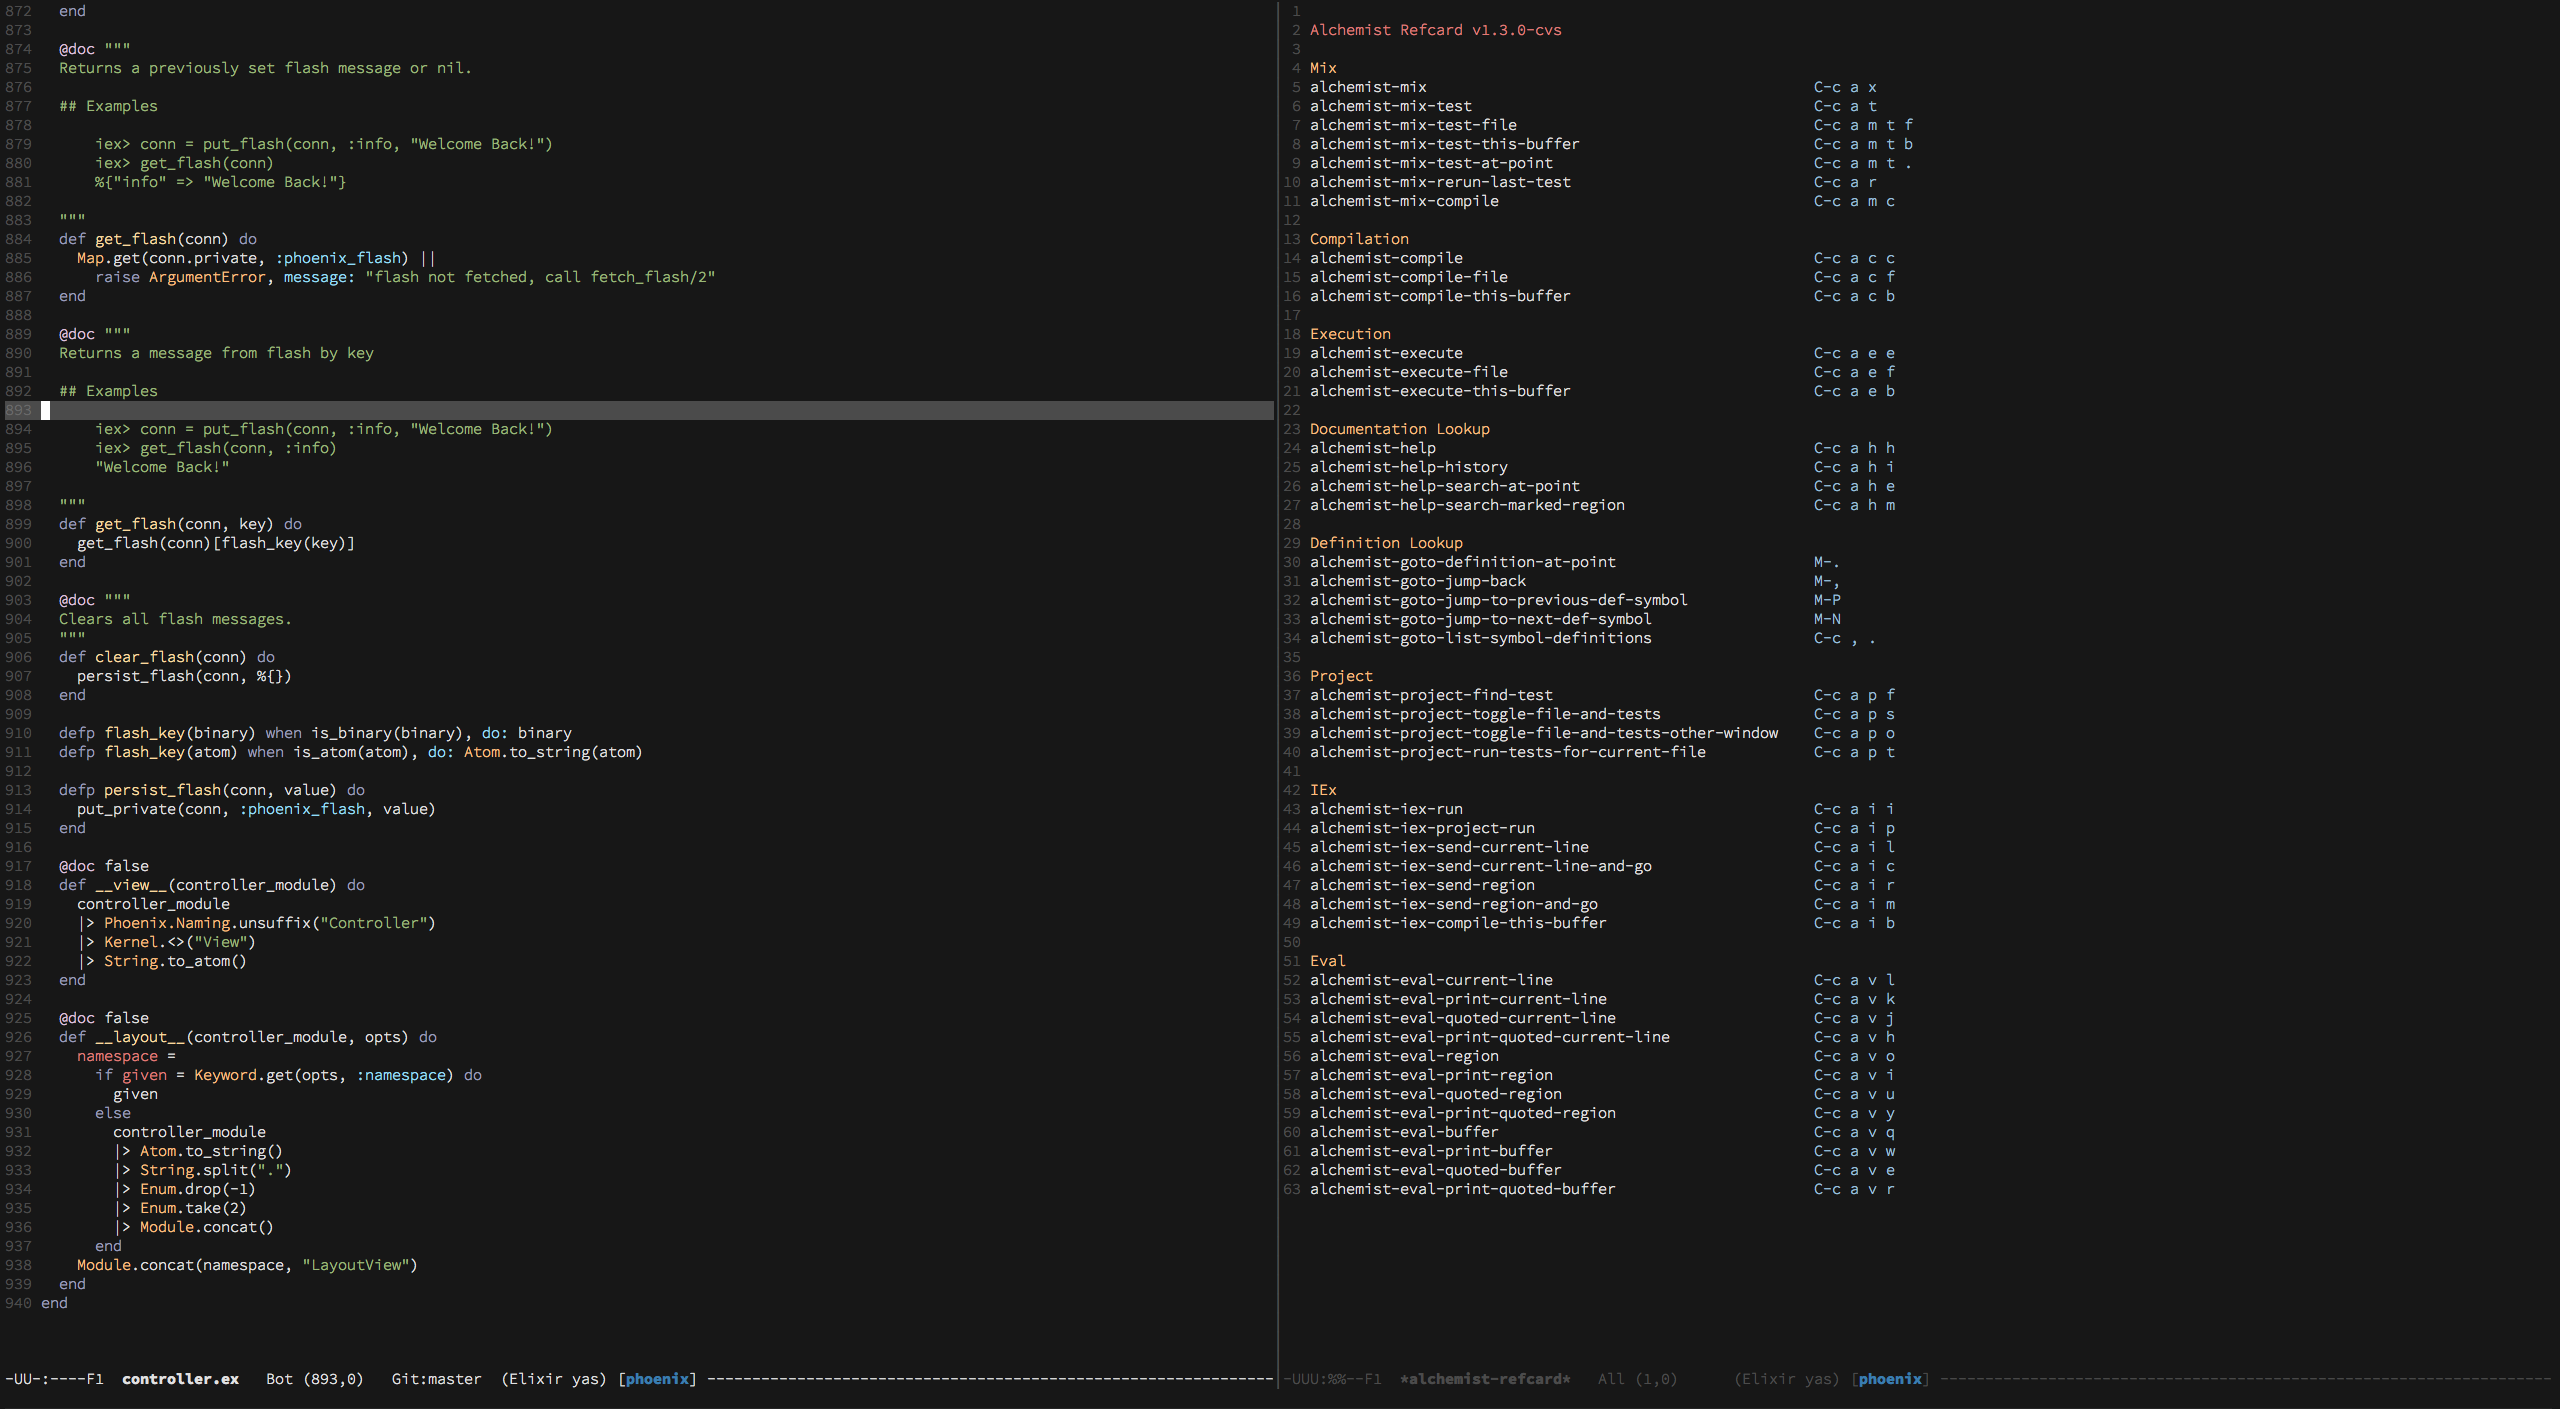 872   end
873
874   @doc """
875   Returns a previously set flash message or nil.
876
877   ## Examples
878
879       iex> conn = put_flash(conn, :info, "Welcome Back!")
880       iex> get_flash(conn)
881       %{"info" => "Welcome Back!"}
882
883   """
884   def get_flash(conn) do
885     Map.get(conn.private, :phoenix_flash) ||
886       raise ArgumentError, message: "flash not fetched, call fetch_flash/2"
887   end
888
889   @doc """
890   Returns a message from flash by key
891
892   ## Examples
893
894       iex> conn = put_flash(conn, :info, "Welcome Back!")
895       iex> get_flash(conn, :info)
896       "Welcome Back!"
897
898   """
899   def get_flash(conn, key) do
900     get_flash(conn)[flash_key(key)]
901   end
902
903   @doc """
904   Clears all flash messages.
905   """
906   def clear_flash(conn) do
907     persist_flash(conn, %{})
908   end
909
910   defp flash_key(binary) when is_binary(binary), do: binary
911   defp flash_key(atom) when is_atom(atom), do: Atom.to_string(atom)
912
913   defp persist_flash(conn, value) do
914     put_private(conn, :phoenix_flash, value)
915   end
916
917   @doc false
918   def __view__(controller_module) do
919     controller_module
920     |> Phoenix.Naming.unsuffix("Controller")
921     |> Kernel.<>("View")
922     |> String.to_atom()
923   end
924
925   @doc false
926   def __layout__(controller_module, opts) do
927     namespace =
928       if given = Keyword.get(opts, :namespace) do
929         given
930       else
931         controller_module
932         |> Atom.to_string()
933         |> String.split(".")
934         |> Enum.drop(-1)
935         |> Enum.take(2)
936         |> Module.concat()
937       end
938     Module.concat(namespace, "LayoutView")
939   end
940 end
-UU-:----F1  controller.ex   Bot (893,0)   Git:master  (Elixir yas) [phoenix] ---------------------------------------------------------------
1
2 Alchemist Refcard v1.3.0-cvs
3
4 Mix
5 alchemist-mix                                           C-c a x
6 alchemist-mix-test                                      C-c a t
7 alchemist-mix-test-file                                 C-c a m t f
8 alchemist-mix-test-this-buffer                          C-c a m t b
9 alchemist-mix-test-at-point                             C-c a m t .
10 alchemist-mix-rerun-last-test                           C-c a r
11 alchemist-mix-compile                                   C-c a m c
12
13 Compilation
14 alchemist-compile                                       C-c a c c
15 alchemist-compile-file                                  C-c a c f
16 alchemist-compile-this-buffer                           C-c a c b
17
18 Execution
19 alchemist-execute                                       C-c a e e
20 alchemist-execute-file                                  C-c a e f
21 alchemist-execute-this-buffer                           C-c a e b
22
23 Documentation Lookup
24 alchemist-help                                          C-c a h h
25 alchemist-help-history                                  C-c a h i
26 alchemist-help-search-at-point                          C-c a h e
27 alchemist-help-search-marked-region                     C-c a h m
28
29 Definition Lookup
30 alchemist-goto-definition-at-point                      M-.
31 alchemist-goto-jump-back                                M-,
32 alchemist-goto-jump-to-previous-def-symbol              M-P
33 alchemist-goto-jump-to-next-def-symbol                  M-N
34 alchemist-goto-list-symbol-definitions                  C-c , .
35
36 Project
37 alchemist-project-find-test                             C-c a p f
38 alchemist-project-toggle-file-and-tests                 C-c a p s
39 alchemist-project-toggle-file-and-tests-other-window    C-c a p o
40 alchemist-project-run-tests-for-current-file            C-c a p t
41
42 IEx
43 alchemist-iex-run                                       C-c a i i
44 alchemist-iex-project-run                               C-c a i p
45 alchemist-iex-send-current-line                         C-c a i l
46 alchemist-iex-send-current-line-and-go                  C-c a i c
47 alchemist-iex-send-region                               C-c a i r
48 alchemist-iex-send-region-and-go                        C-c a i m
49 alchemist-iex-compile-this-buffer                       C-c a i b
50
51 Eval
52 alchemist-eval-current-line                             C-c a v l
53 alchemist-eval-print-current-line                       C-c a v k
54 alchemist-eval-quoted-current-line                      C-c a v j
55 alchemist-eval-print-quoted-current-line                C-c a v h
56 alchemist-eval-region                                   C-c a v o
57 alchemist-eval-print-region                             C-c a v i
58 alchemist-eval-quoted-region                            C-c a v u
59 alchemist-eval-print-quoted-region                      C-c a v y
60 alchemist-eval-buffer                                   C-c a v q
61 alchemist-eval-print-buffer                             C-c a v w
62 alchemist-eval-quoted-buffer                            C-c a v e
63 alchemist-eval-print-quoted-buffer                      C-c a v r
-UUU:%%--F1  *alchemist-refcard*   All (1,0)      (Elixir yas) [phoenix] --------------------------------------------------------------------